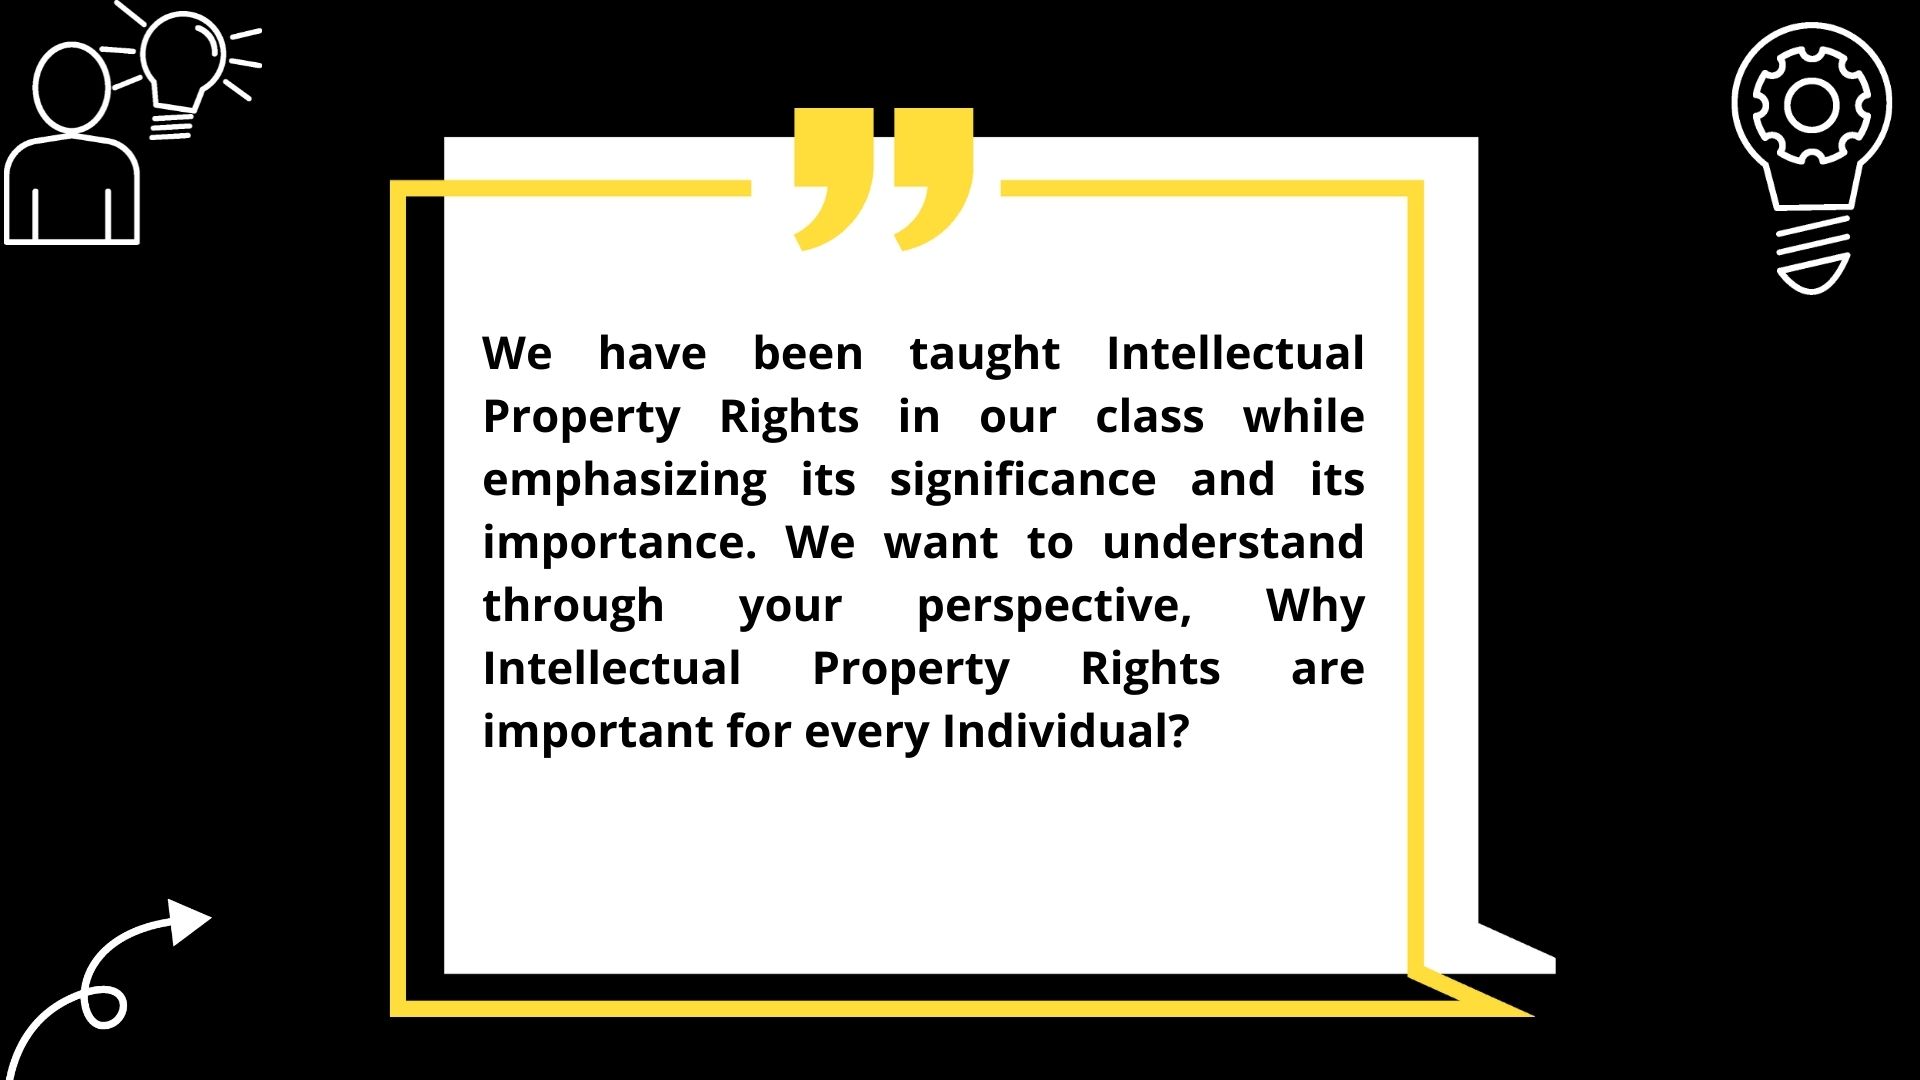 We have been taught Intellectual
Property Rights in our class while
emphasizing its significance and its
importance. We want to understand
through your perspective, Why
Intellectual Property Rights are
important for every Individual?